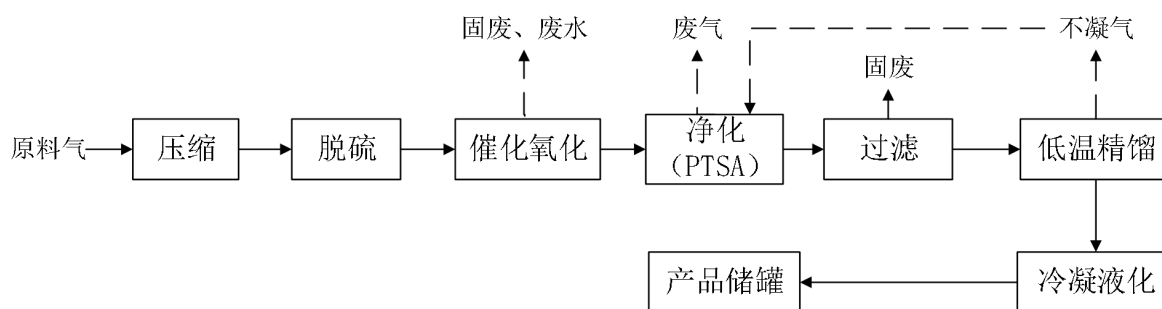 固废、废水
废气
不凝气
固废
原料气
压缩
脱硫
催化氧化
净化
（PTSA）
过滤
低温精馏
产品储罐
冷凝液化